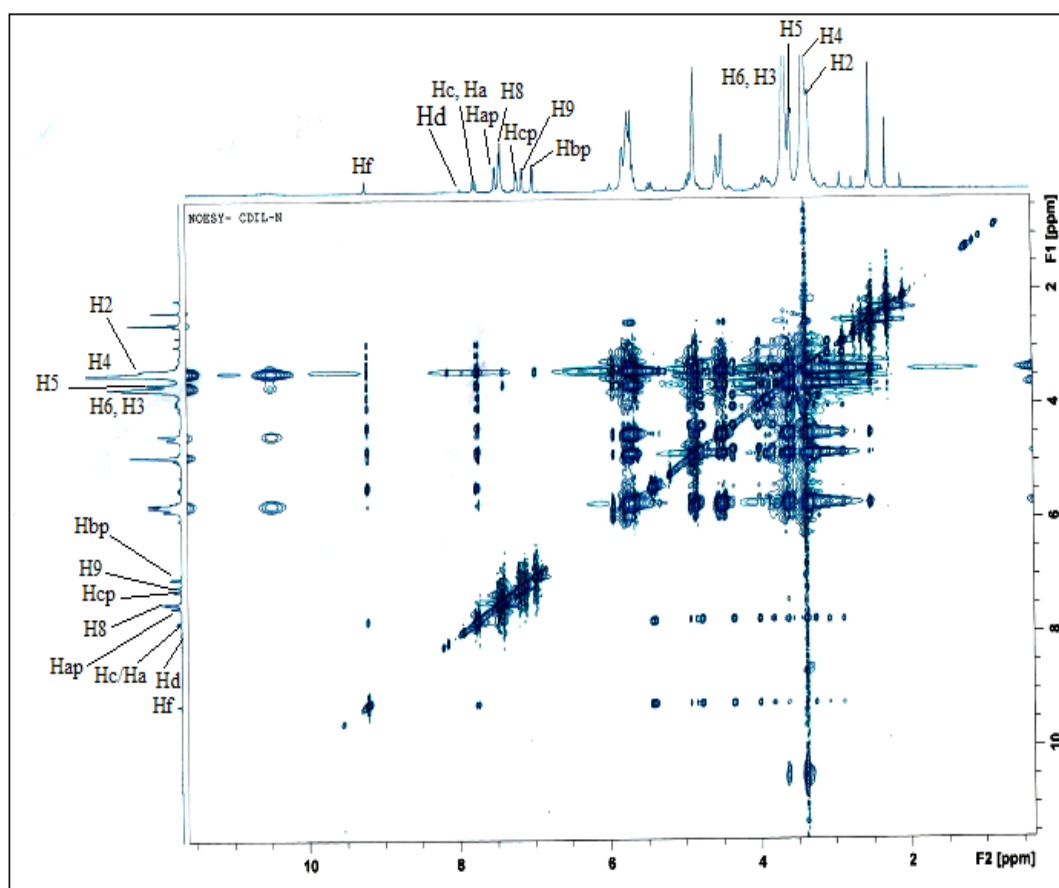 H5
H4
H6, H3
H2
Hc, Ha
H8
Hap
Hd
Hcp
H9
Hf
Hbp
NOESY- CDIL-N
F1 [ppm]
2
4
6
8
10
H2
H4
H5
H6, H3
Hbp
H9
Hcp
H8
Hap
Hc/Ha
Hd
Hf
10
8
6
4
2
F2 [ppm]